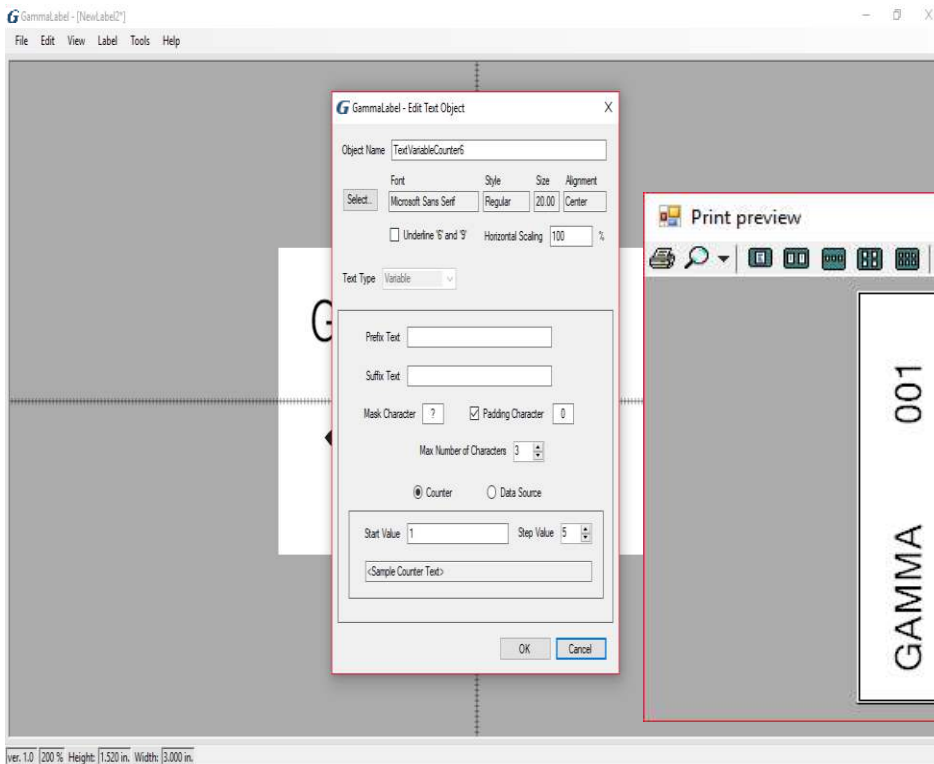 G GammaLabel - [NewLabel2*]
File Edit View Label Tools Help
G GammaLabel - Edit Text Object X
Object Name TextVariableCounter6
Font Style Size Alignment
Select.. Microsoft Sans Serif Regular 20.00 Center
Underline '6' and '9' Horizontal Scaling 100 %
Text Type Variable
Prefix Text
Suffix Text
Mask Character ? Padding Character 0
Max Number of Characters 3
Counter Data Source
Start Value 1 Step Value 5
<Sample Counter Text>
OK Cancel
G
Print preview
GAMMA 001
ver. 1.0 200 % Height: 1.520 in. Width: 3.000 in.